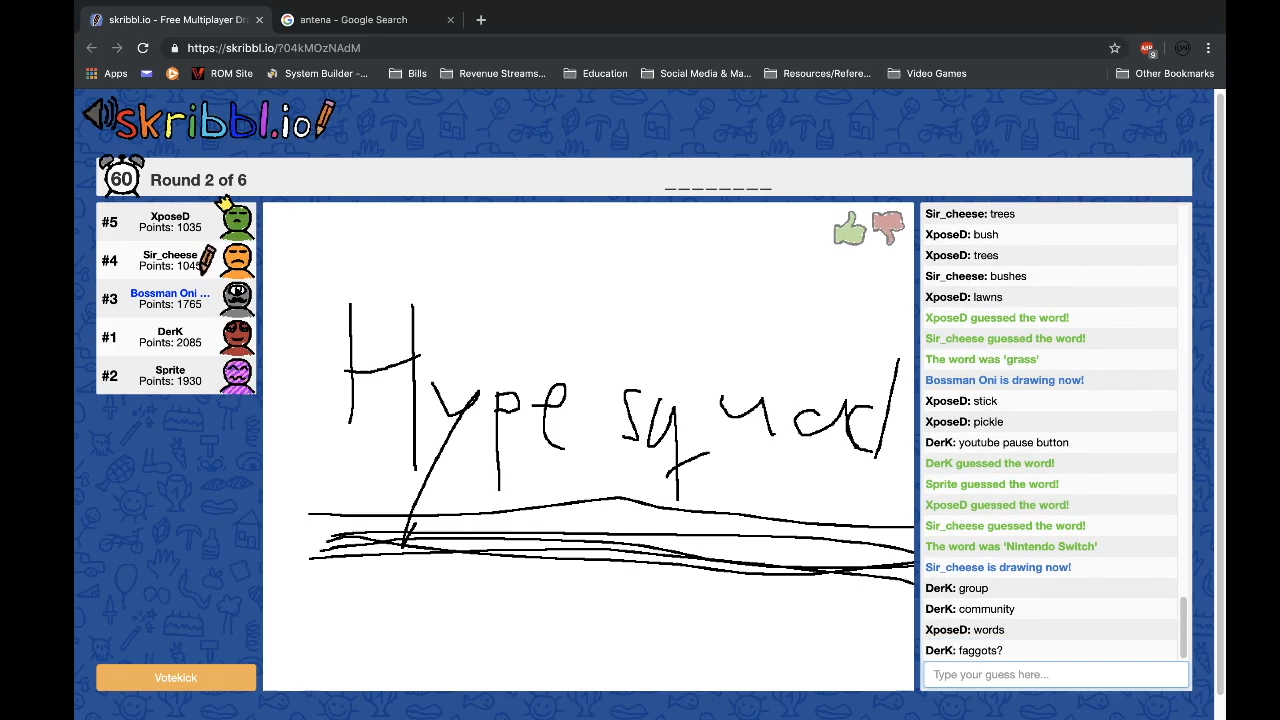 skribbl.io - Free Multiplayer Dr
antena - Google Search
https://skribbl.io/?04kMOzNAdM
9
Apps
ROM Site
System Builder -...
Bills
Revenue Streams...
Education
Social Media & Ma...
Resources/Refere...
Video Games
Other Bookmarks
skribbl.io
60
Round 2 of 6
________
#5
XposeD
Points: 1035
#4
Sir_cheese
Points: 1045
#3
Bossman Oni ...
Points: 1765
#1
DerK
Points: 2085
#2
Sprite
Points: 1930
Votekick
Hype squad
Sir_cheese: trees
XposeD: bush
XposeD: trees
Sir_cheese: bushes
XposeD: lawns
XposeD guessed the word!
Sir_cheese guessed the word!
The word was 'grass'
Bossman Oni is drawing now!
XposeD: stick
XposeD: pickle
DerK: youtube pause button
DerK guessed the word!
Sprite guessed the word!
XposeD guessed the word!
Sir_cheese guessed the word!
The word was 'Nintendo Switch'
Sir_cheese is drawing now!
DerK: group
DerK: community
XposeD: words
DerK: faggots?
Type your guess here...